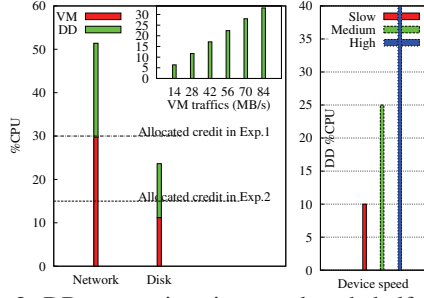 60
50
40
30
20
10
0
%CPU
VM
DD
30
25
20
15
10
5
0
14 28 42 56 70 84
VM traffics (MB/s)
Allocated credit in Exp.1
Allocated credit in Exp.2
Network Disk
40
35
30
25
20
15
10
5
0
DD %CPU
Slow
Medium
High
Device speed